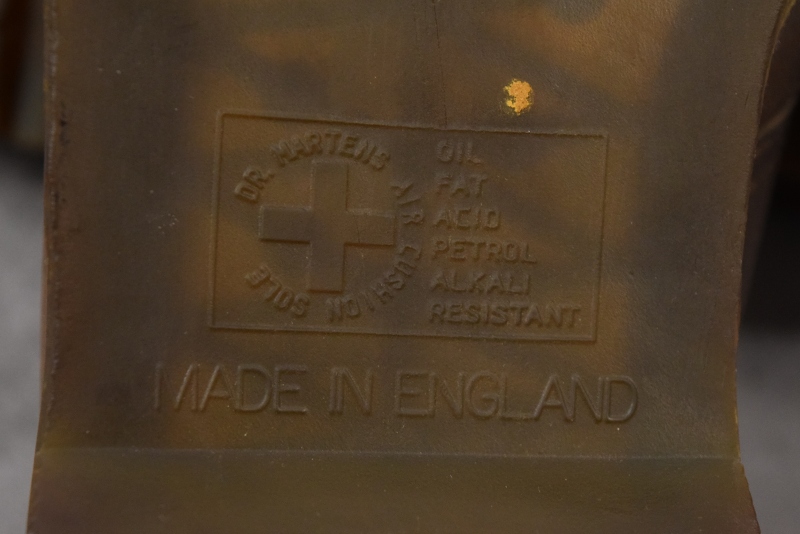 DR. MARTENS AIR CUSHION SOLE
OIL
FAT
ACID
PETROL
ALKALI
RESISTANT
MADE IN ENGLAND